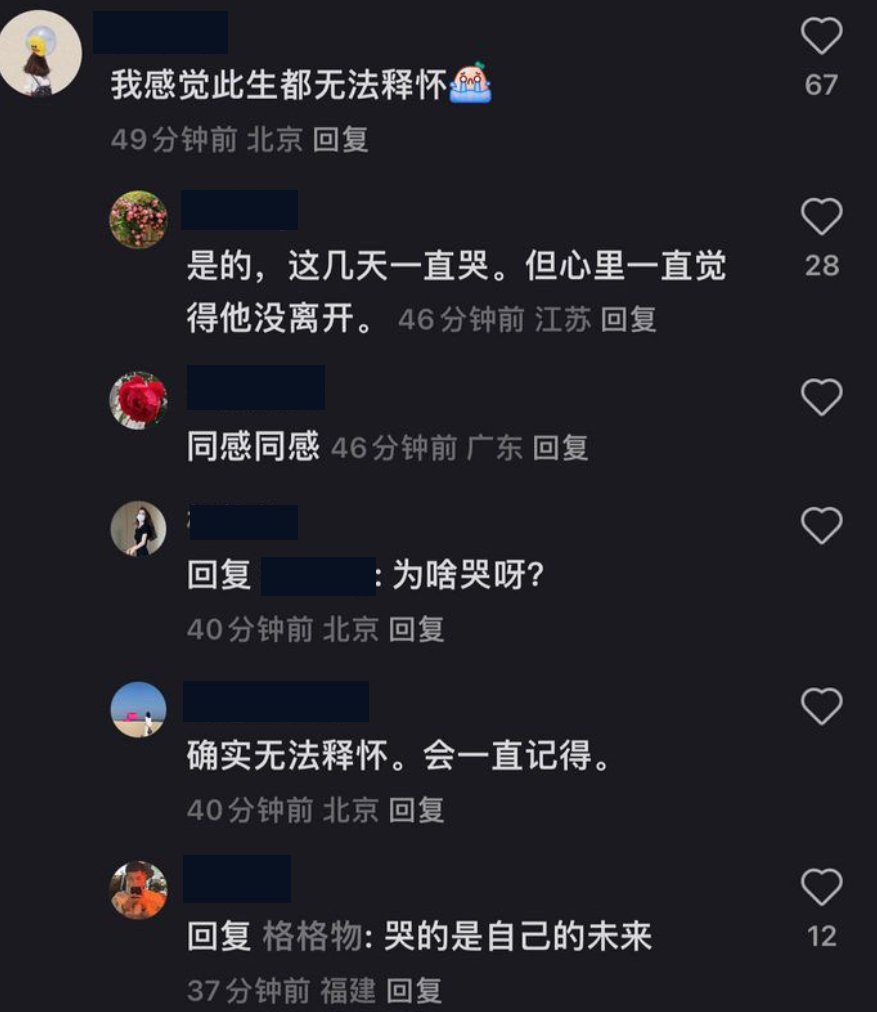 67
我感觉此生都无法释怀
49分钟前 北京 回复
28
是的，这几天一直哭。但心里一直觉
得他没离开。 46分钟前 江苏 回复
同感同感 46分钟前 广东 回复
回复 : 为啥哭呀?
40分钟前 北京 回复
确实无法释怀。会一直记得。
40分钟前 北京 回复
回复 格格物: 哭的是自己的未来
12
37分钟前 福建 回复